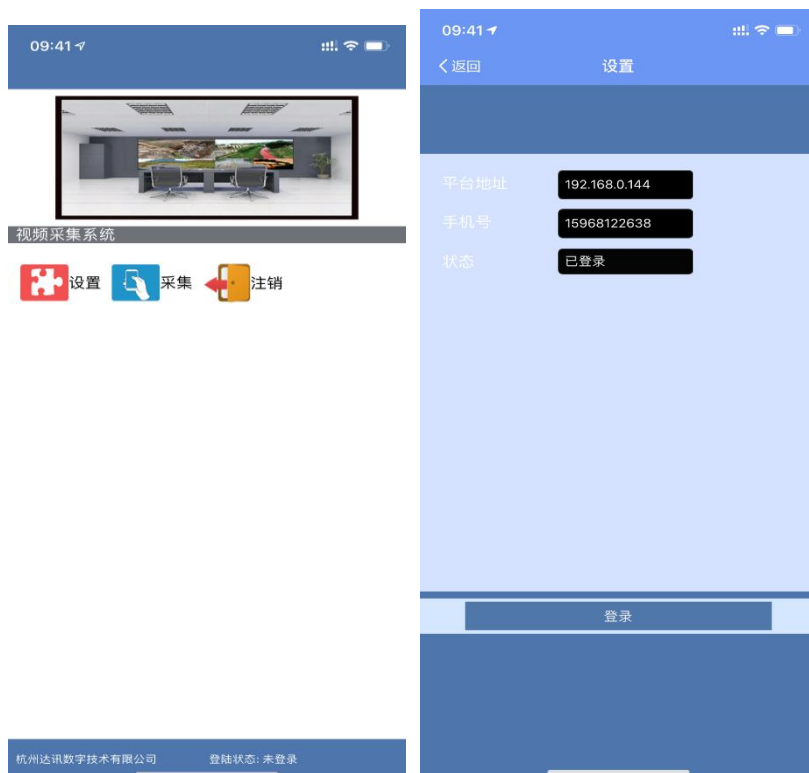 09:41
视频采集系统
设置 采集 注销
杭州达讯数字技术有限公司 登陆状态: 未登录
09:41
返回 设置
平台地址 192.168.0.144
手机号 15968122638
状态 已登录
登录